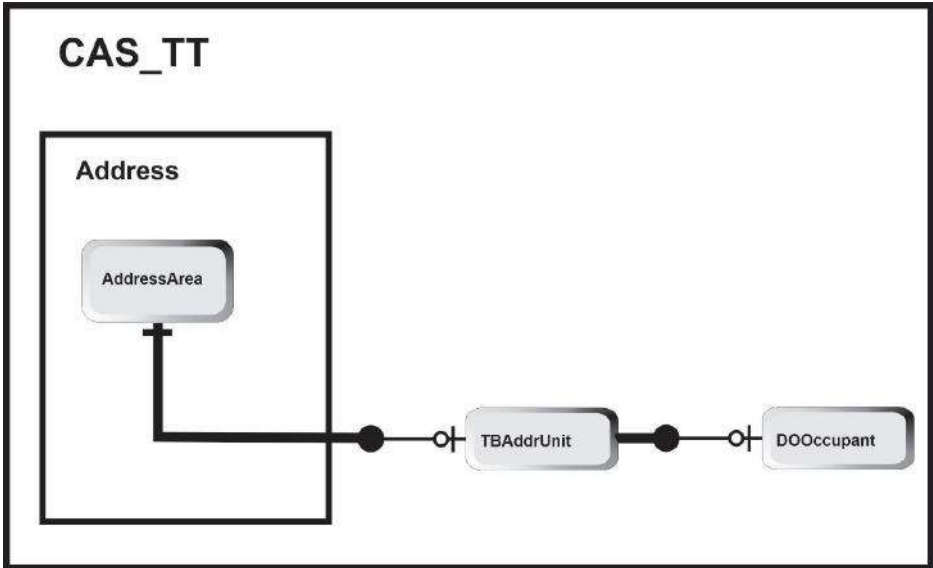 CAS_TT
Address
AddressArea
TBAddrUnit
DOOccupant